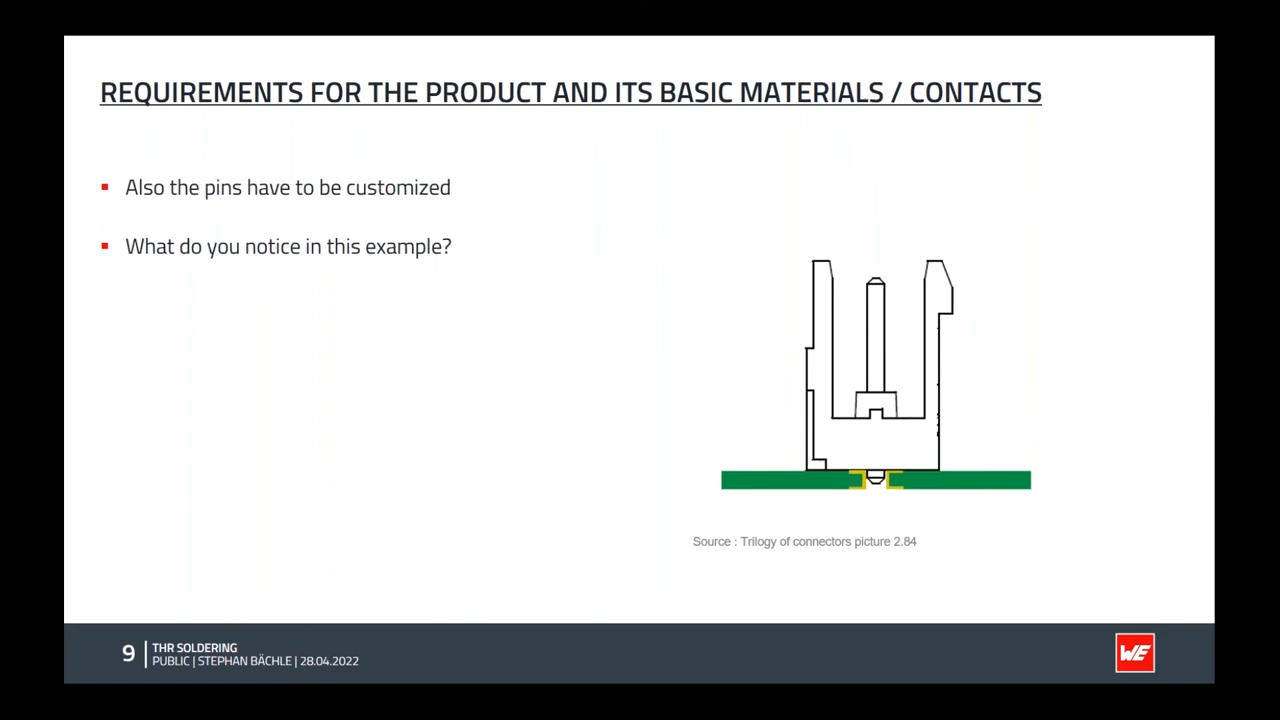 REQUIREMENTS FOR THE PRODUCT AND ITS BASIC MATERIALS / CONTACTS
Also the pins have to be customized
What do you notice in this example?
Source : Trilogy of connectors picture 2.84
9
THR SOLDERING
PUBLIC | STEPHAN BÄCHLE | 28.04.2022
WE